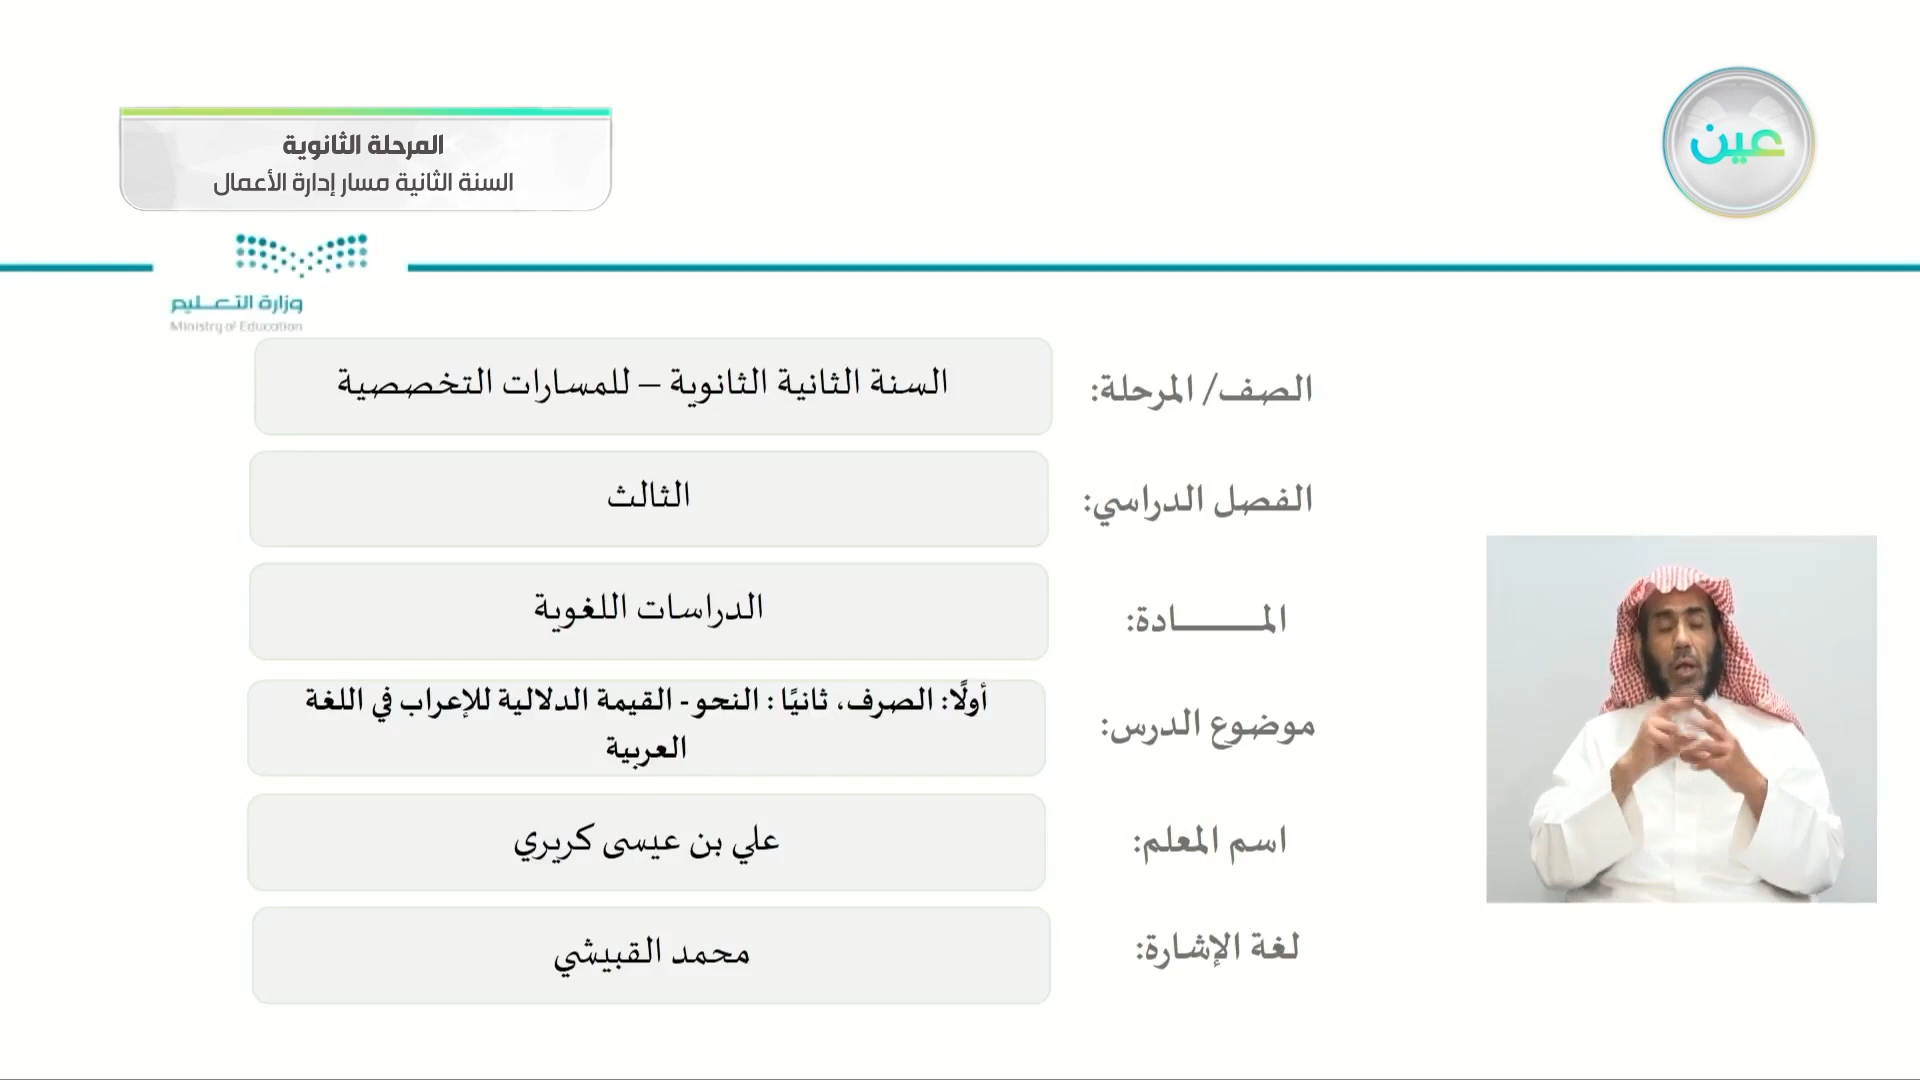 عين
المرحلة الثانوية
السنة الثانية مسار إدارة الأعمال
وزارة التعـــليم
Ministry of Education
الصف/ المرحلة:
السنة الثانية الثانوية – للمسارات التخصصية
الفصل الدراسي:
الثالث
المـــــــــادة:
الدراسات اللغوية
موضوع الدرس:
أولًا: الصرف، ثانيًا : النحو - القيمة الدلالية للإعراب في اللغة
العربية
اسم المعلم:
علي بن عيسى كريري
لغة الإشارة:
محمد القبيشي